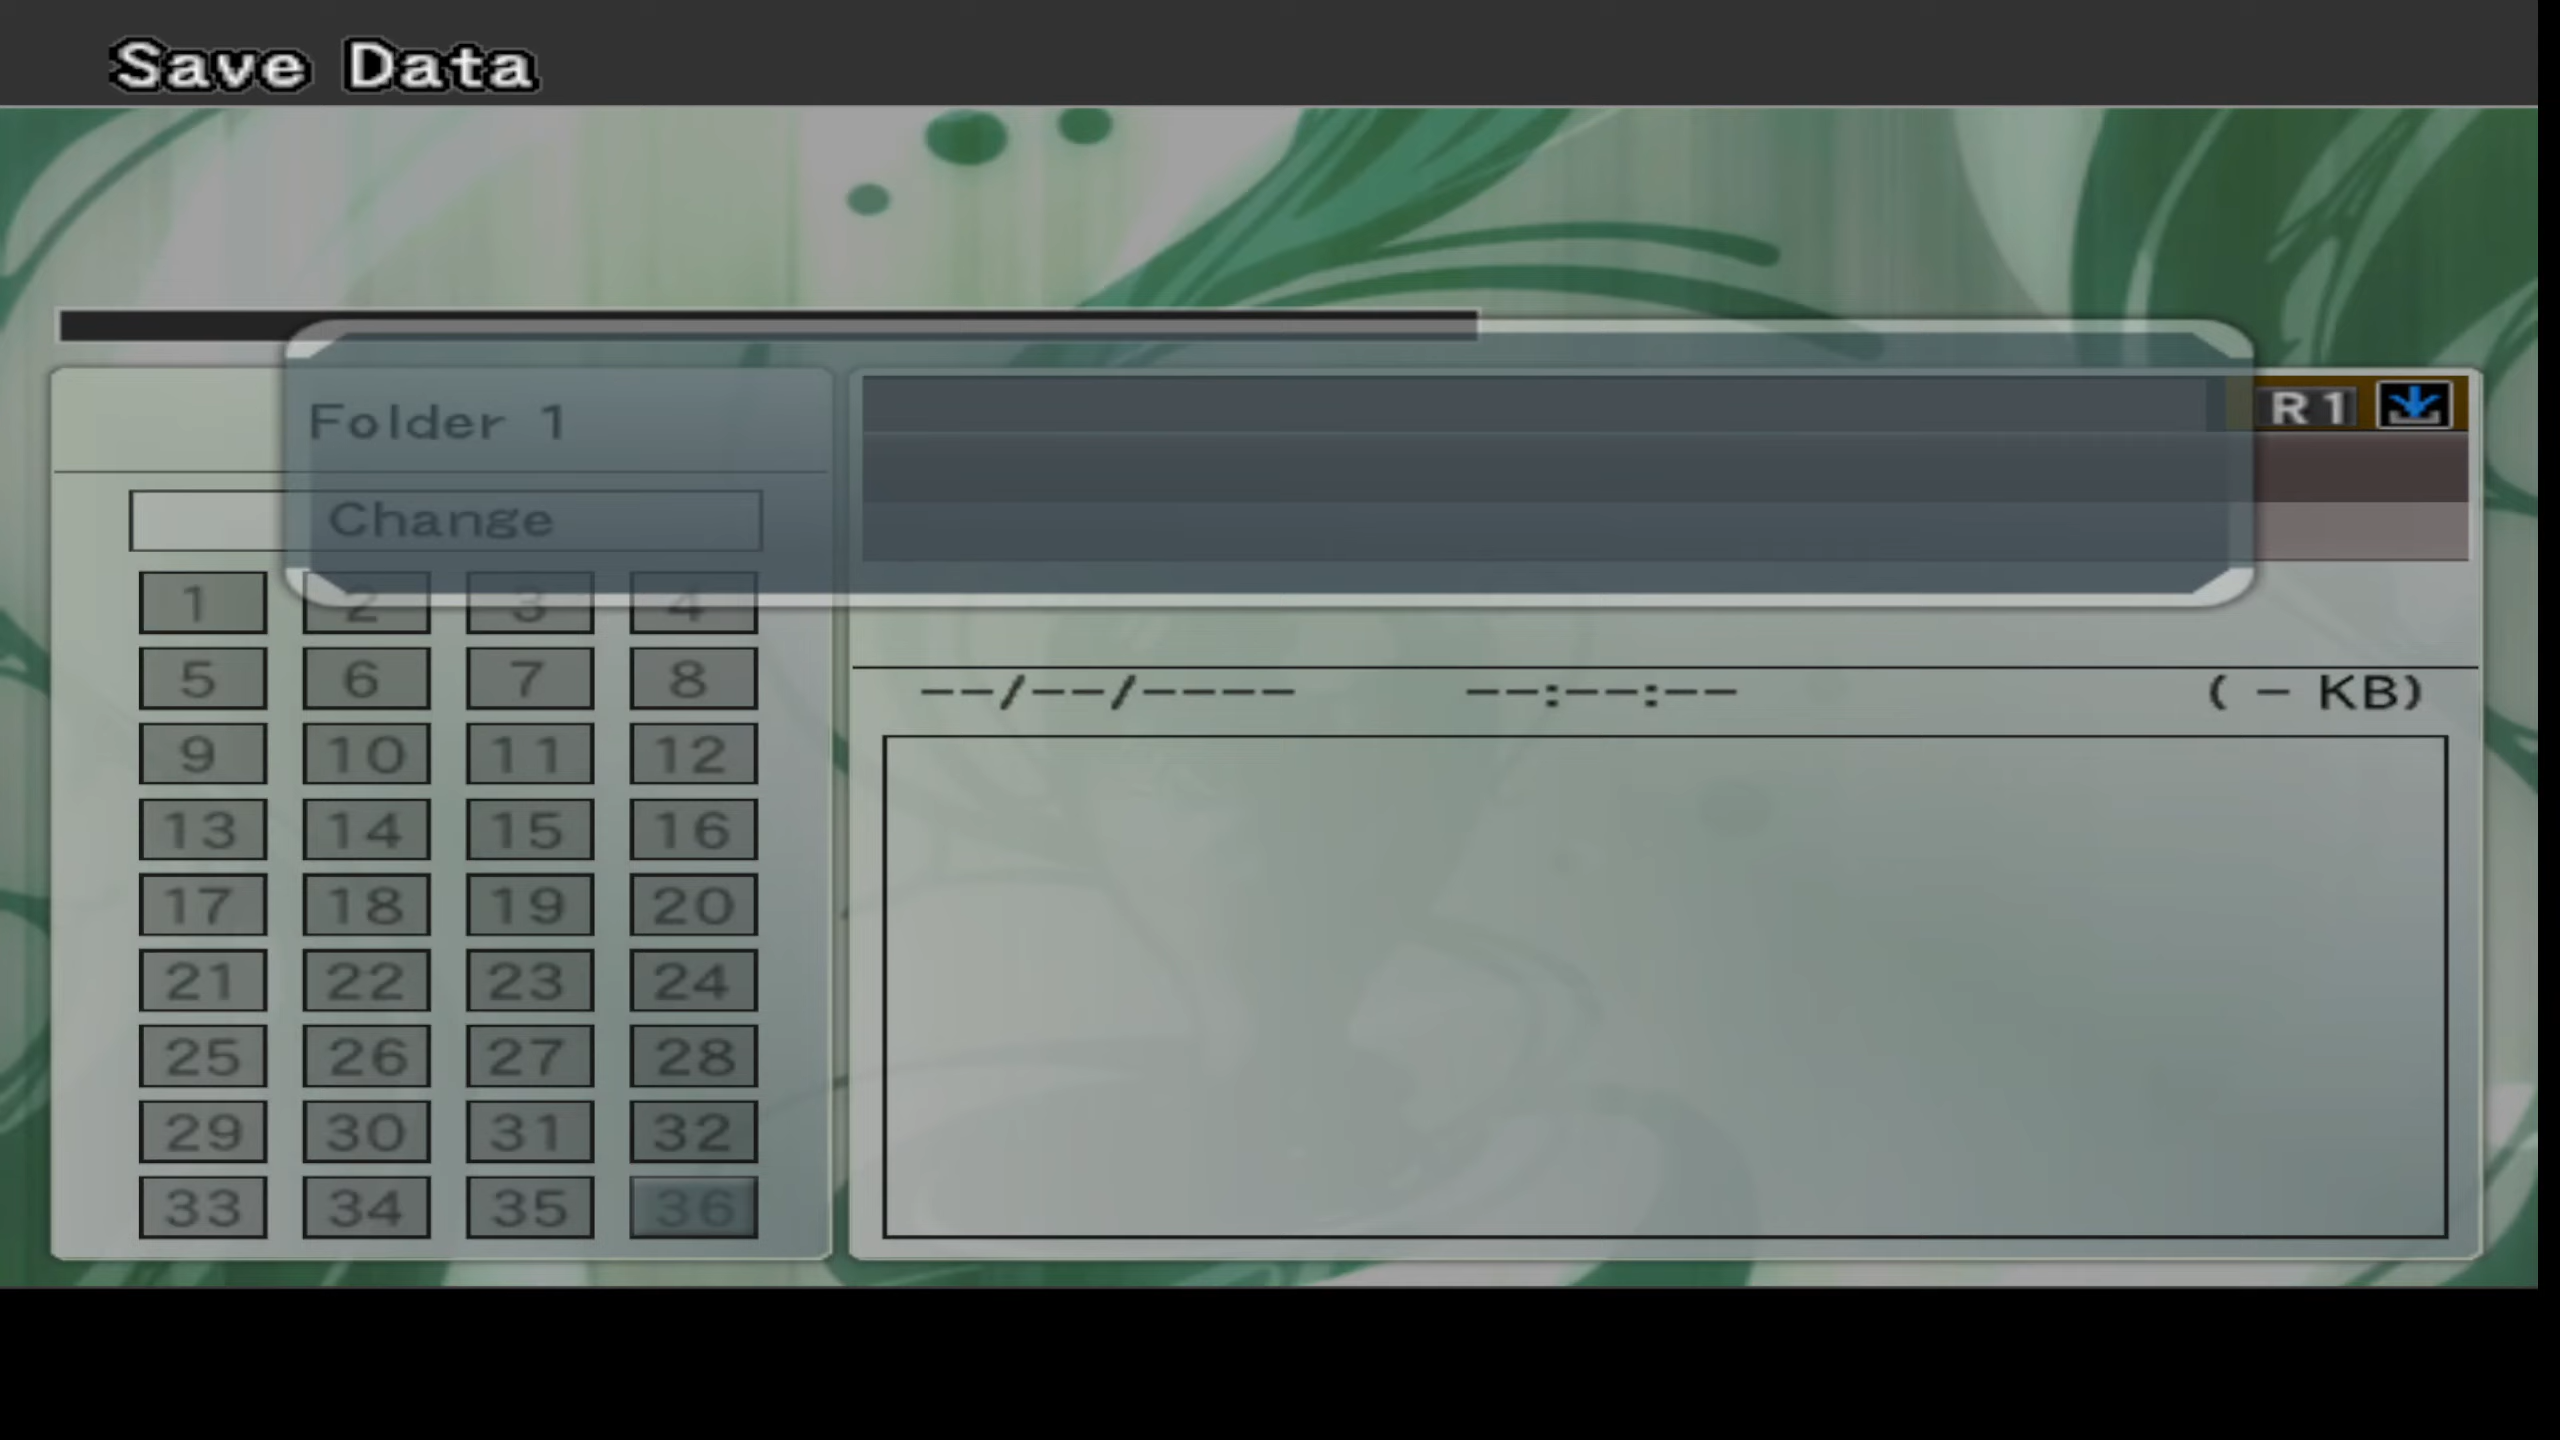 Save Data
Folder 1
R1
Change
1 2 3 4
5 6 7 8
9 10 11 12
13 14 15 16
17 18 19 20
21 22 23 24
25 26 27 28
29 30 31 32
33 34 35 36
--/--/---- --:--:-- ( - KB)